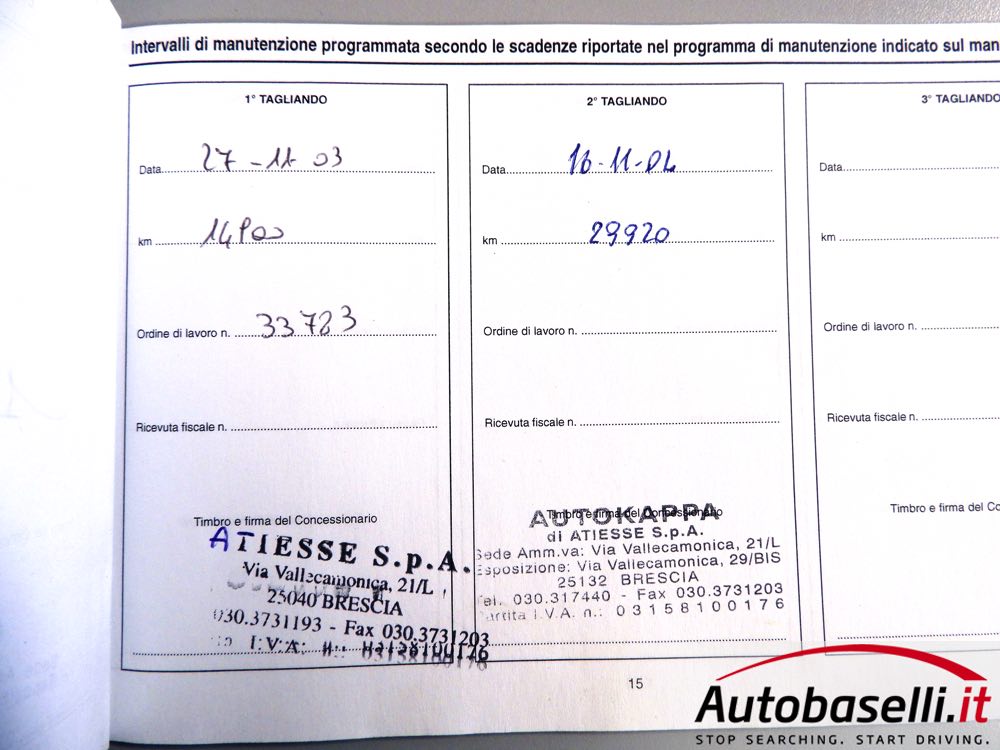 Intervalli di manutenzione programmata secondo le scadenze riportate nel programma di manutenzione indicato sul man
1° TAGLIANDO
Data 27-11-03
km 14900
Ordine di lavoro n. 33783
Ricevuta fiscale n.
Timbro e firma del Concessionario
ATIESSE S.p.A.
Via Vallecamonica, 21/L
25040 BRESCIA
030.3731193 - Fax 030.3731203
I.V.A.
2° TAGLIANDO
Data 16-11-04
km 29920
Ordine di lavoro n.
Ricevuta fiscale n.
Timbro e firma del Concessionario
AUTOKAPPA
di ATIESSE S.p.A.
Sede Amm.va: Via Vallecamonica, 21/L
Esposizione: Via Vallecamonica, 29/BIS
25132 BRESCIA
Tel. 030.317440 - Fax 030.3731203
Partita I.V.A. n.: 03158100176
3° TAGLIANDO
Data
km
Ordine di lavoro n.
Ricevuta fiscale n.
Timbro e f
15
Autobaselli.it
STOP SEARCHING. START DRIVING.